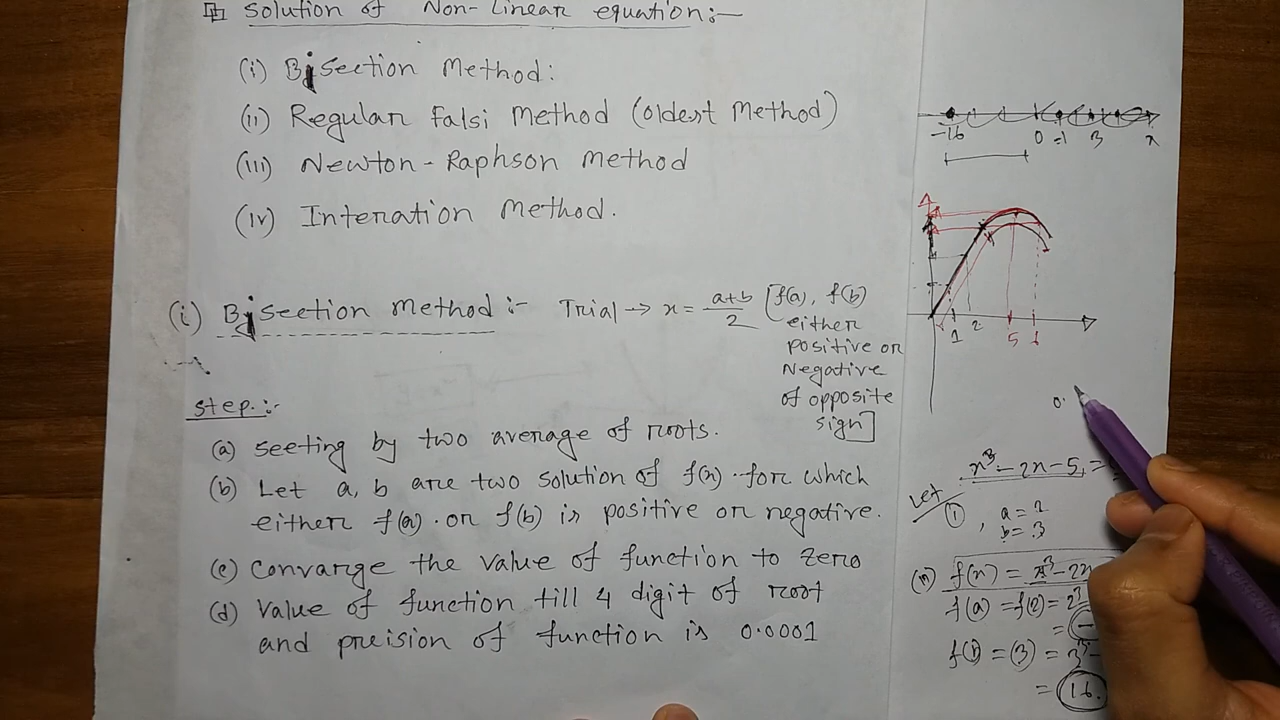 Solution of Non-Linear equation:-
(i) Bisection Method:
(ii) Regular Falsi Method (oldest Method)
(iii) Newton-Raphson Method
(iv) Interation Method.
(i) Bisection Method :- Trial → x = a+b/2 [f(a), f(b)
either
positive or
Negative
of opposite
sign]
step.:-
(a) seeting by two average of roots.
(b) Let a, b are two solution of f(x) for which
either f(a) or f(b) is positive or negative.
(c) convarge the value of function to zero
(d) value of function till 4 digit of root
and precision of function is 0.0001
-16 0 1 3 x
1 2 5 6
0.
x³-2x-5 =
Let
(i), a = 2
b = 3
(ii) f(x) = x³-2x
f(a) = f(2) = 2³
= -
f(b) = (3) = 3³-
= 16.